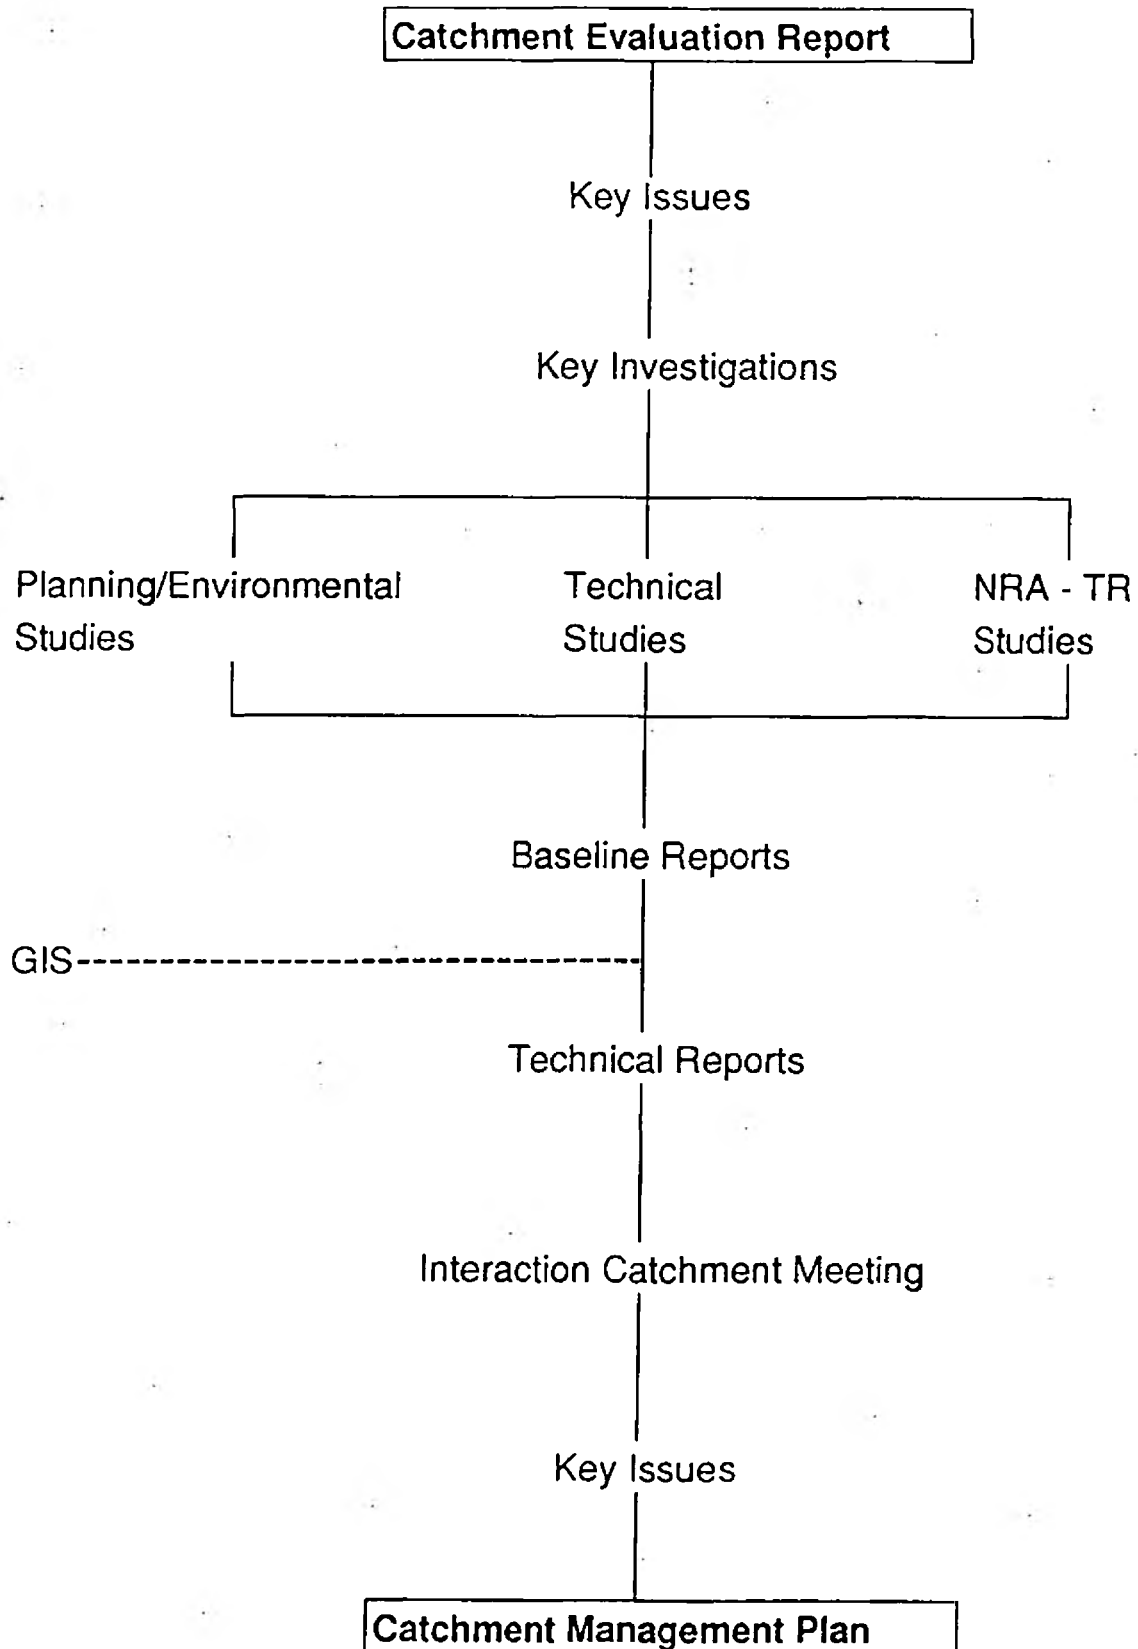 Catchment Evaluation Report
Key Issues
Key Investigations
Planning/Environmental
Studies
Technical
Studies
NRA - TR
Studies
Baseline Reports
GIS
Technical Reports
Interaction Catchment Meeting
Key Issues
Catchment Management Plan